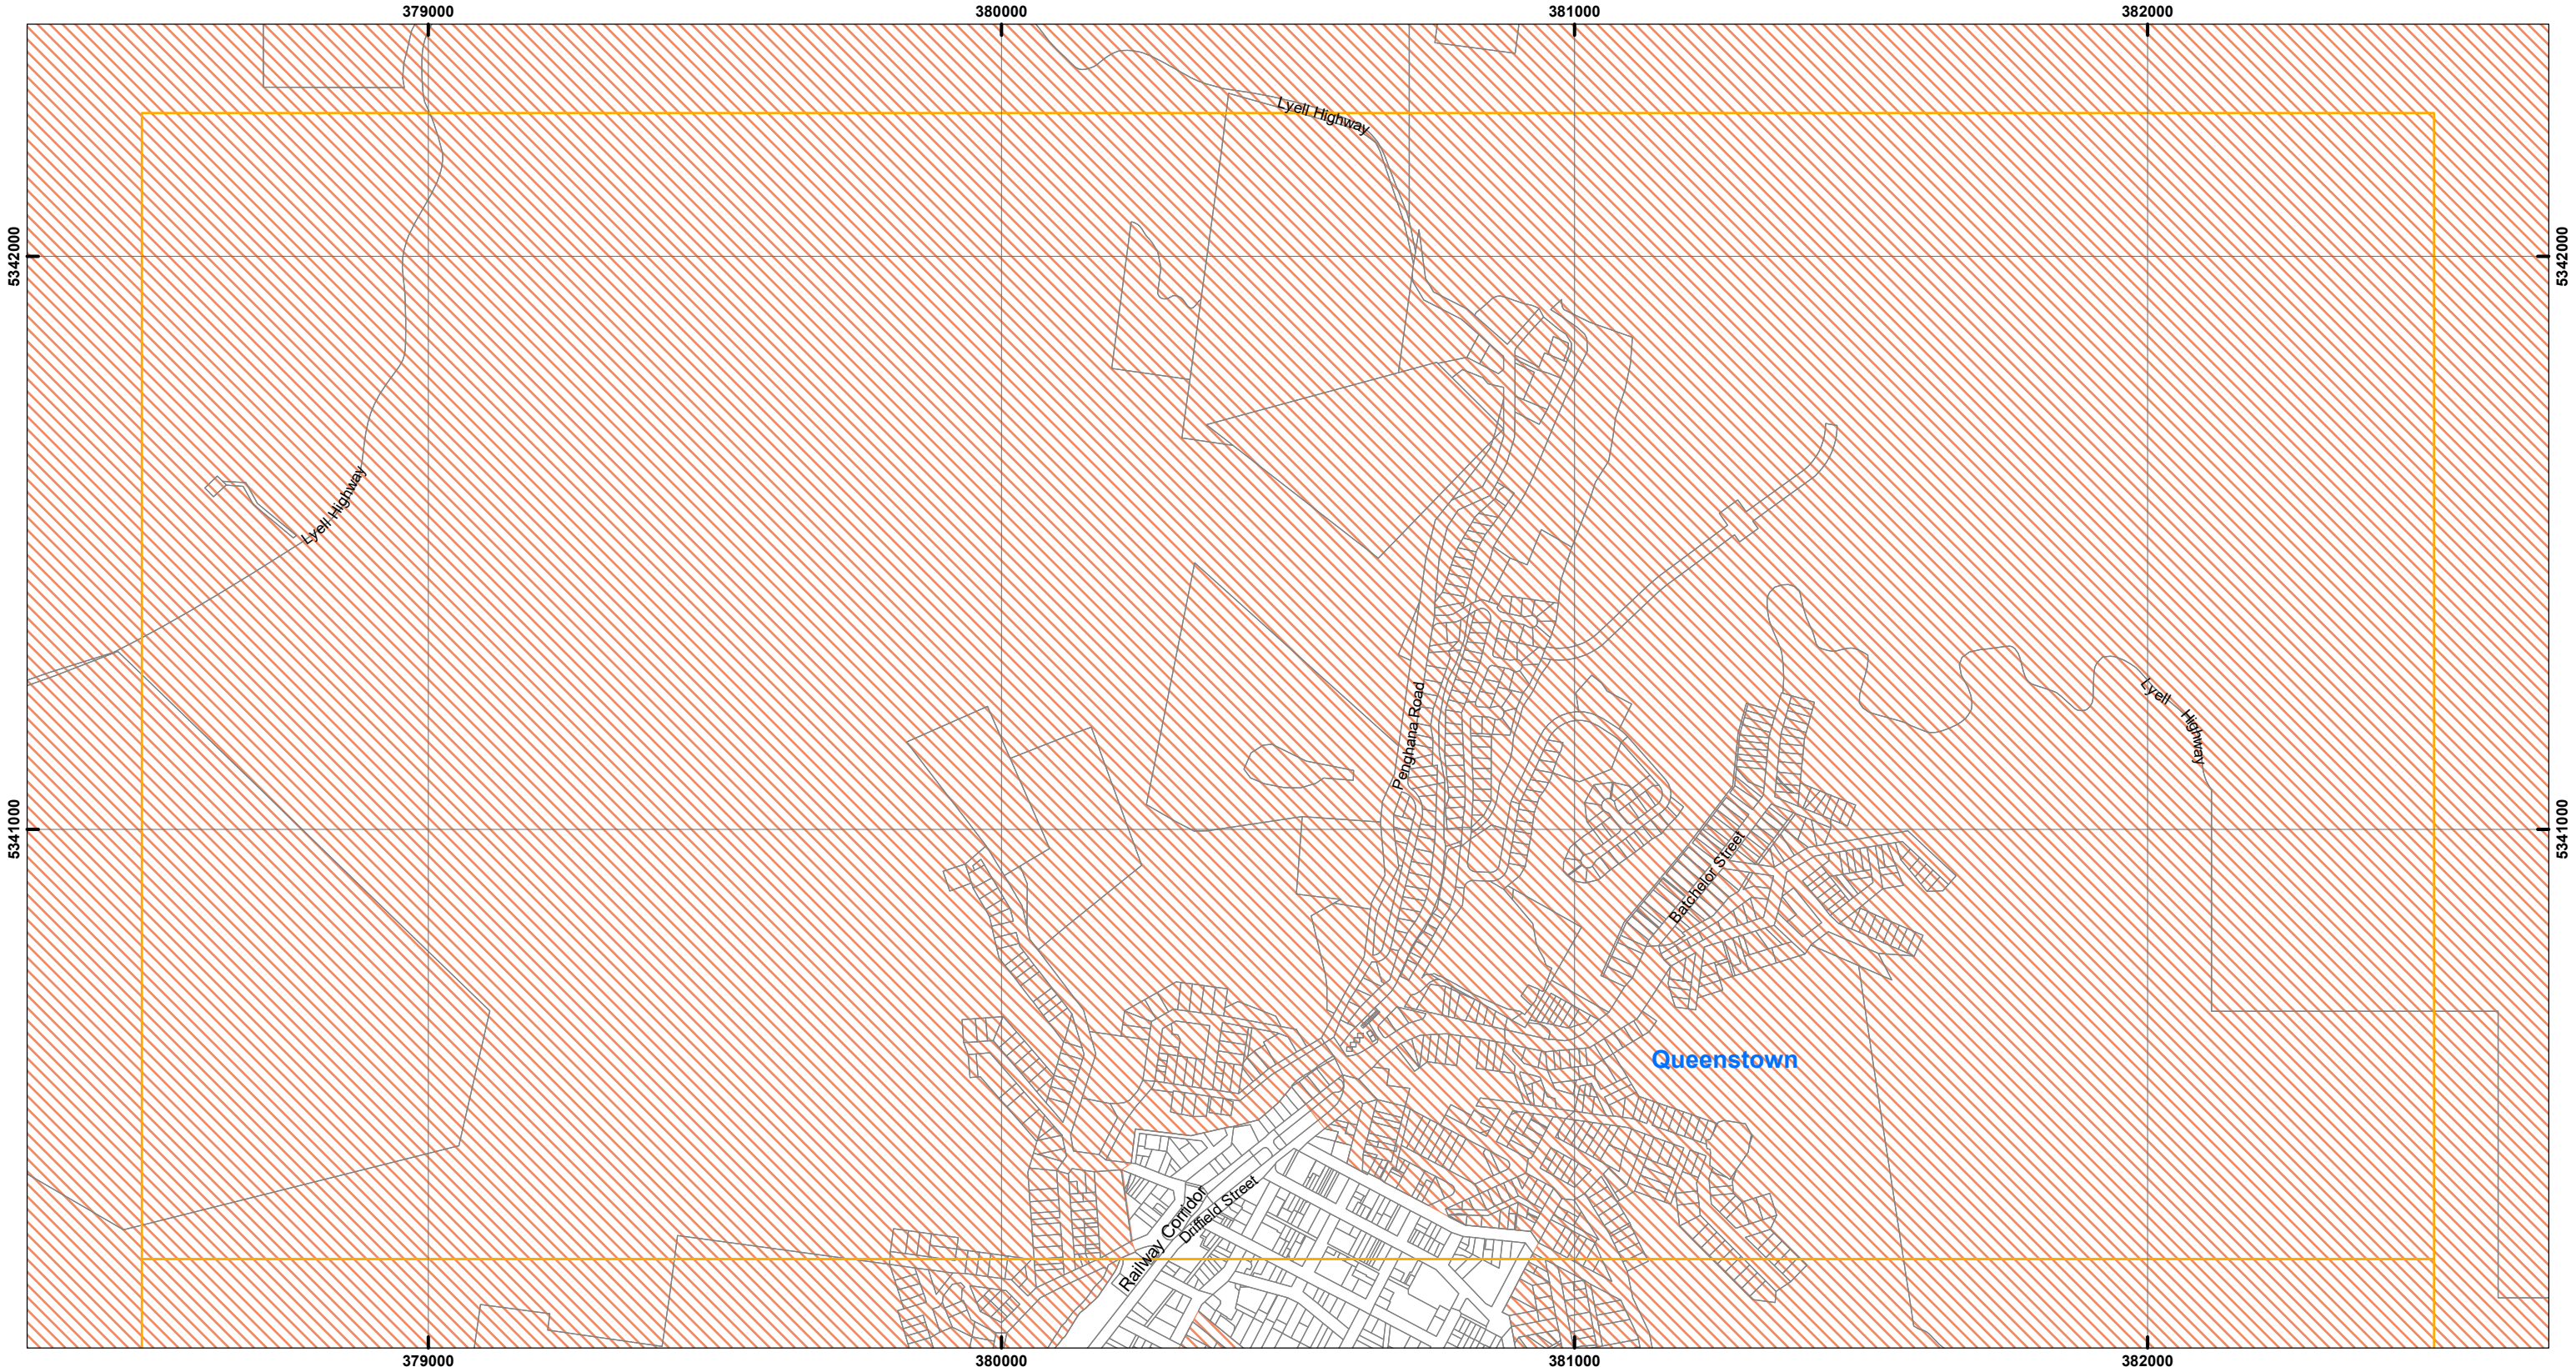 379000
380000
381000
382000
Lyell Highway
5342000
5342000
Lyell Highway
Penghana Road
Lyell
Highway
5341000
5341000
Batchelor Street
Queenstown
Railway Corridor
Driffield Street
379000
380000
381000
382000